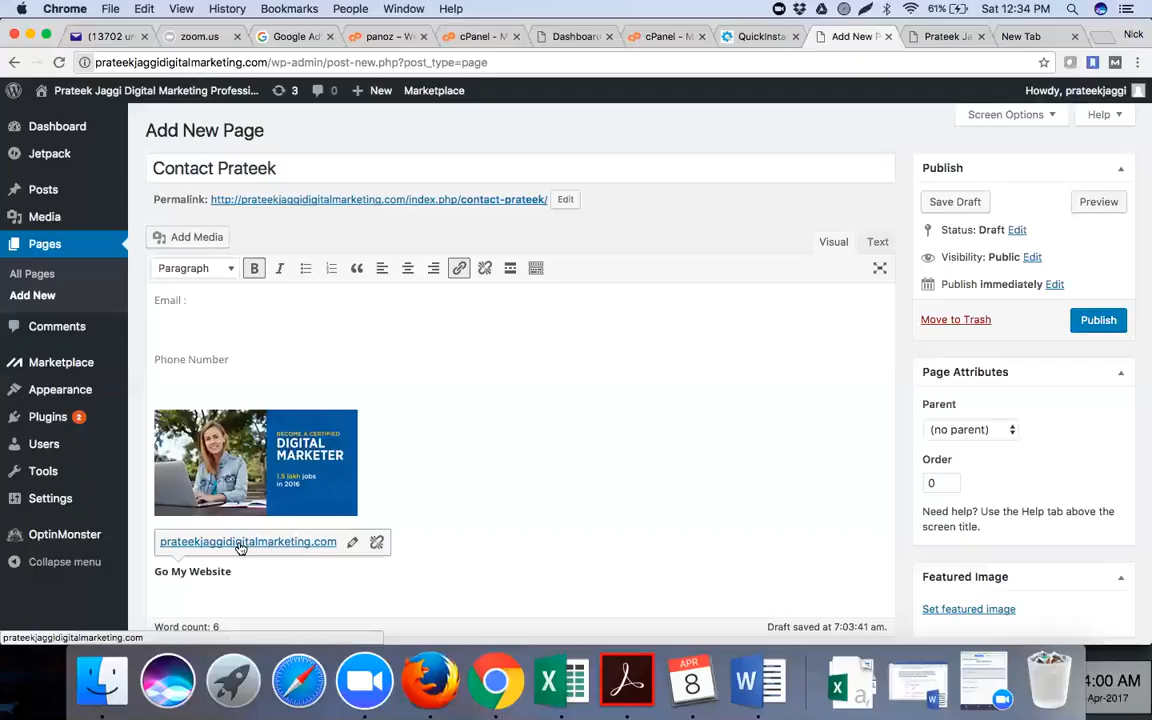 Chrome File Edit View History Bookmarks People Window Help 61% Sat 12:34 PM
(13702 un zoom.us Google Ad panoz – W cPanel – M Dashboard cPanel – M QuickInsta Add New P Prateek Ja New Tab Nick
prateekjaggidigitalmarketing.com/wp-admin/post-new.php?post_type=page
Prateek Jaggi Digital Marketing Professi... 3 0 New Marketplace Howdy, prateekjaggi
Dashboard
Jetpack
Posts
Media
Pages
All Pages
Add New
Comments
Marketplace
Appearance
Plugins 2
Users
Tools
Settings
OptinMonster
Collapse menu
Screen Options Help
Add New Page
Contact Prateek
Permalink: http://prateekjaggidigitalmarketing.com/index.php/contact-prateek/ Edit
Add Media
Visual Text
Paragraph B I
Email :
Phone Number
BECOME A CERTIFIED
DIGITAL
MARKETER
1.5 lakh jobs
in 2016
prateekjaggidigitalmarketing.com
Go My Website
Word count: 6 Draft saved at 7:03:41 am.
Publish
Save Draft Preview
Status: Draft Edit
Visibility: Public Edit
Publish immediately Edit
Move to Trash Publish
Page Attributes
Parent
(no parent)
Order
0
Need help? Use the Help tab above the
screen title.
Featured Image
Set featured image
prateekjaggidigitalmarketing.com
APR
8
X
W
a
4:00 AM
-Apr-2017